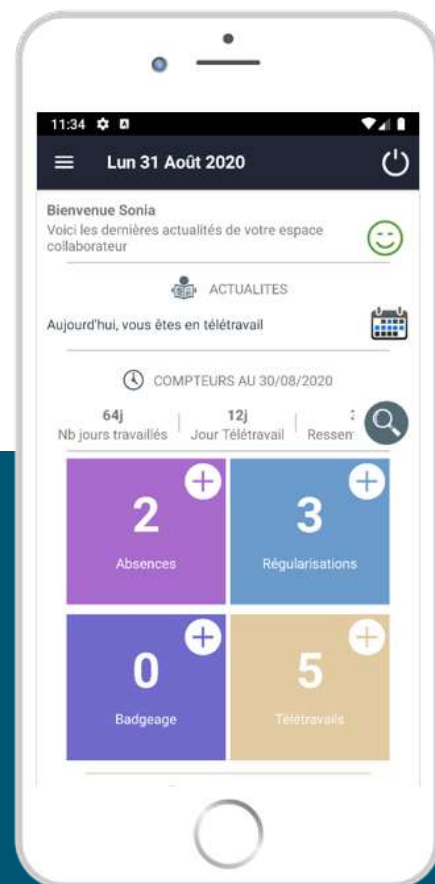 11:34
Lun 31 Août 2020
Bienvenue Sonia
Voici les dernières actualités de votre espace
collaborateur
ACTUALITES
Aujourd'hui, vous êtes en télétravail
COMPTEURS AU 30/08/2020
64j 12j
Nb jours travaillés Jour Télétravail
2
Absences
3
Régularisations
0
Badgeage
5
Télétravails